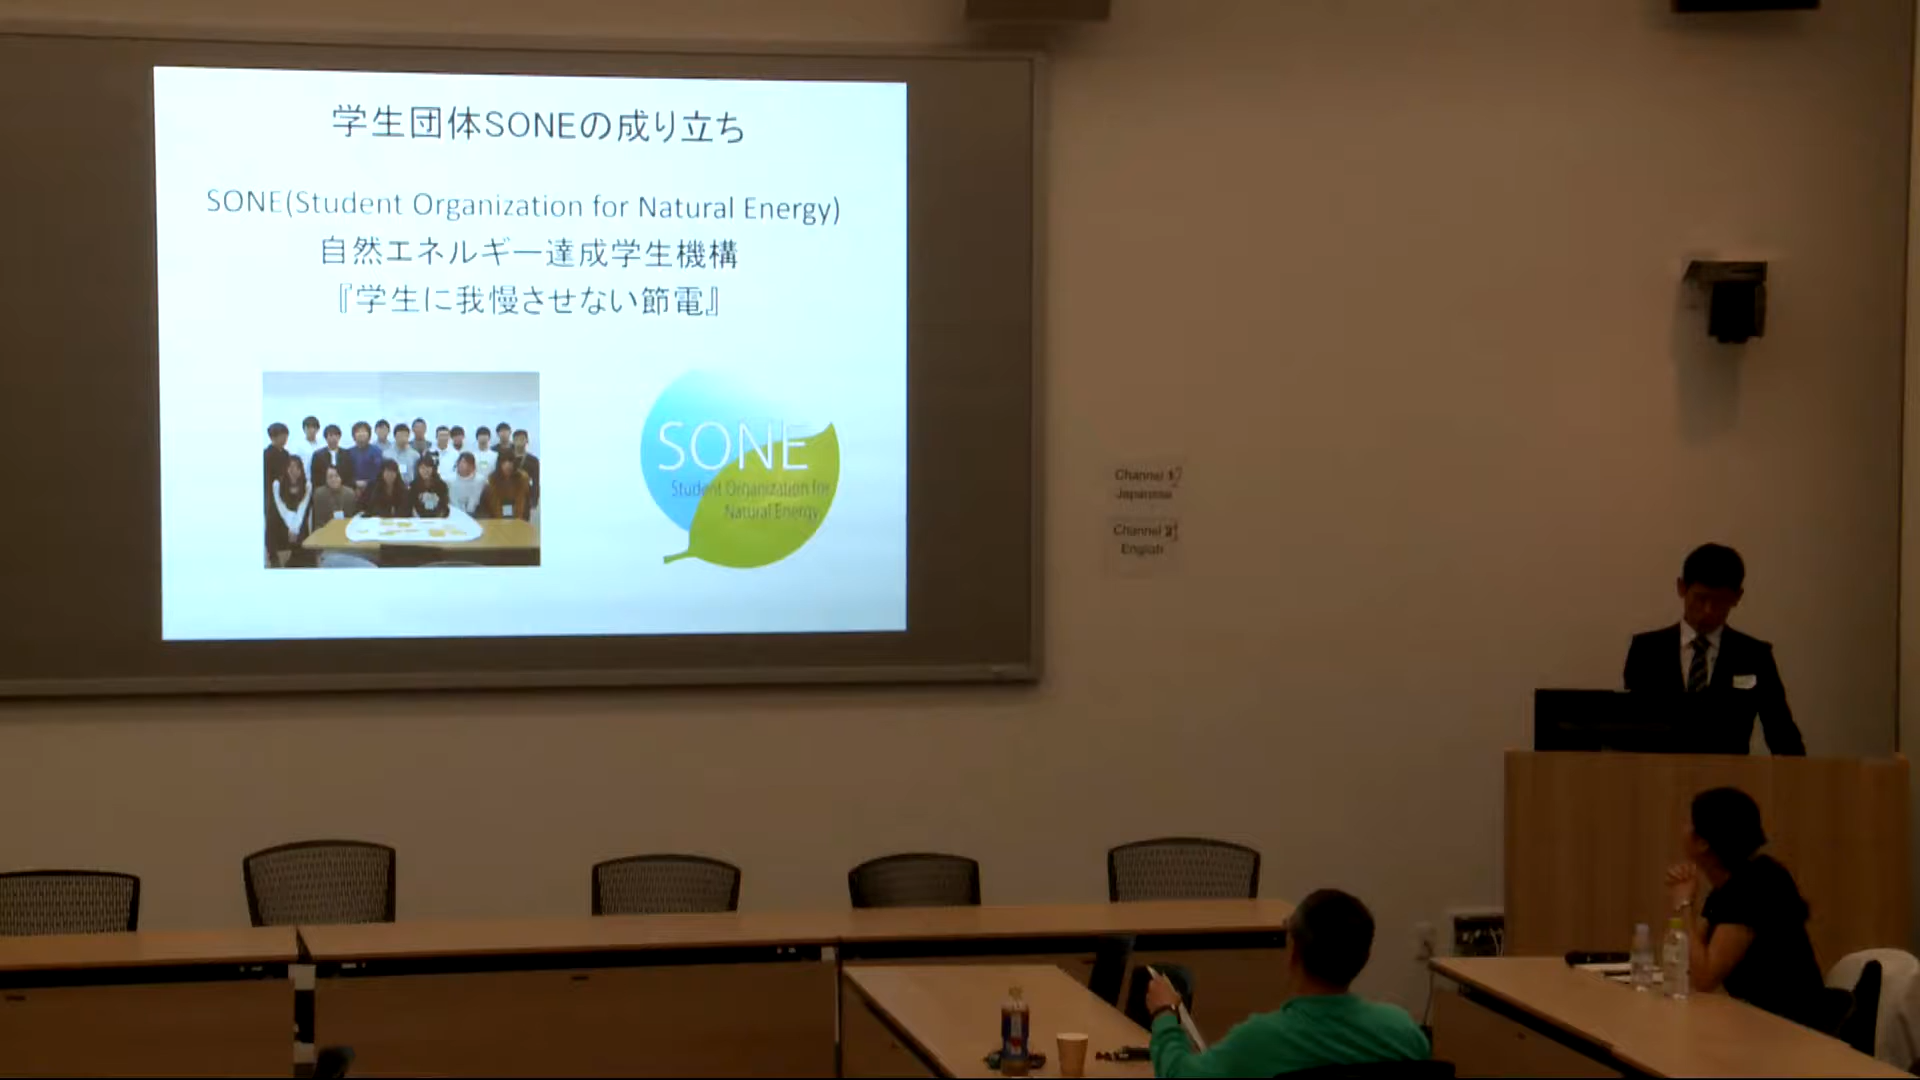 学生団体SONEの成り立ち
SONE(Student Organization for Natural Energy)
自然エネルギー達成学生機構
『学生に我慢させない節電』
SONE
Student Organization for
Natural Energy
Channel
Japanese
Channel
English